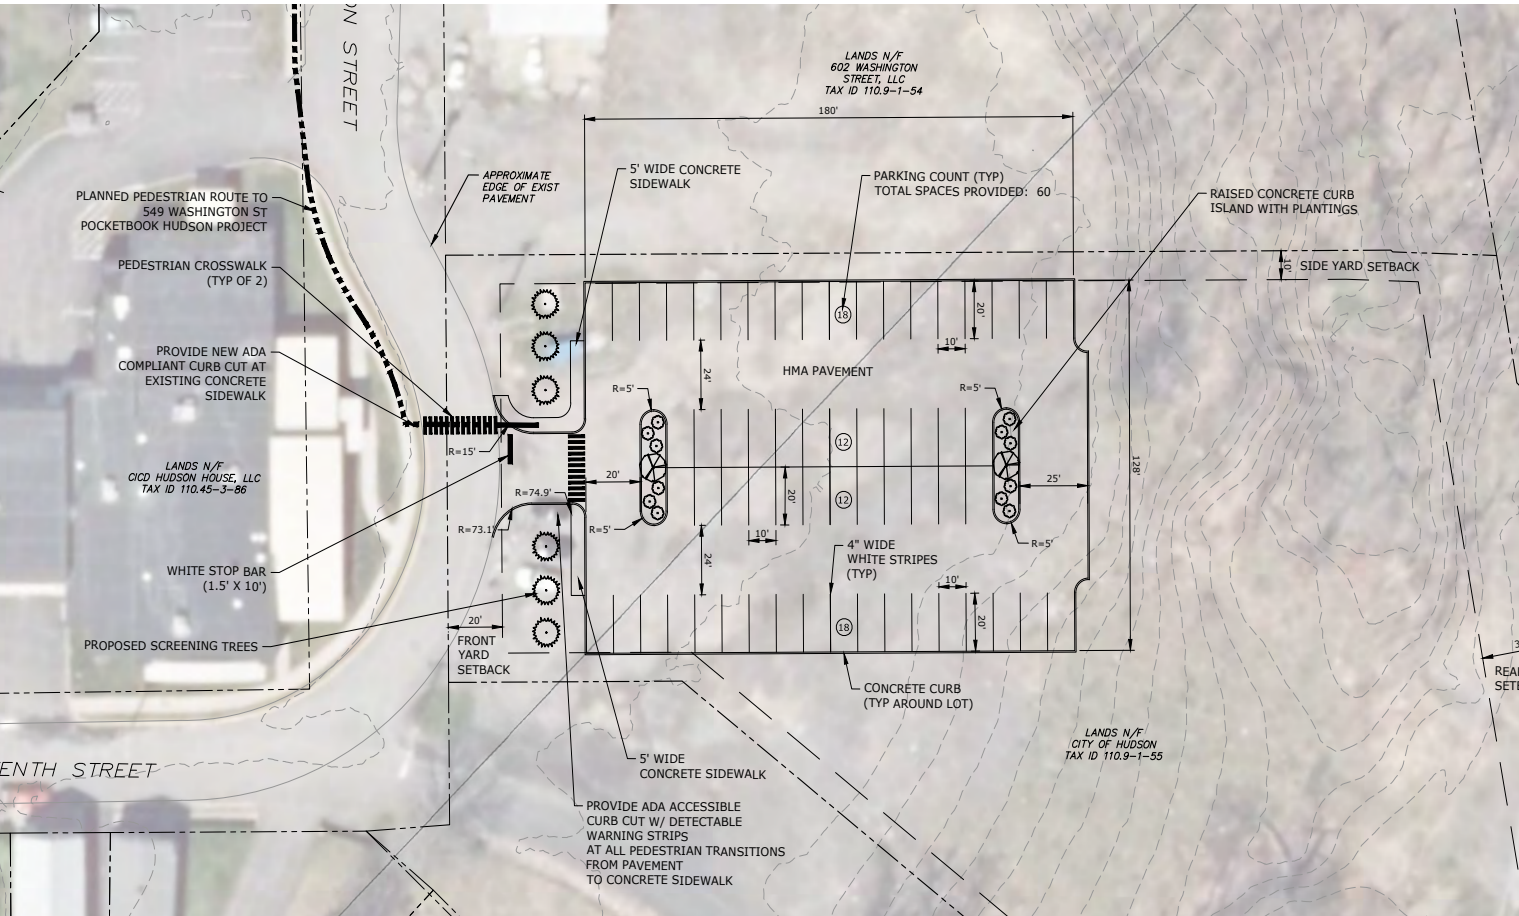 ON STREET
LANDS N/F
602 WASHINGTON
STREET, LLC
TAX ID 110.9-1-54
180'
PLANNED PEDESTRIAN ROUTE TO
549 WASHINGTON ST
POCKETBOOK HUDSON PROJECT
APPROXIMATE
EDGE OF EXIST
PAVEMENT
5' WIDE CONCRETE
SIDEWALK
PARKING COUNT (TYP)
TOTAL SPACES PROVIDED: 60
RAISED CONCRETE CURB
ISLAND WITH PLANTINGS
PEDESTRIAN CROSSWALK
(TYP OF 2)
10'
SIDE YARD SETBACK
18
20'
10'
PROVIDE NEW ADA
COMPLIANT CURB CUT AT
EXISTING CONCRETE
SIDEWALK
24'
HMA PAVEMENT
R=5'
R=5'
12
R=15'
LANDS N/F
CICD HUDSON HOUSE, LLC
TAX ID 110.45-3-86
128'
20'
25'
R=74.9'
20'
12
R=73.1'
R=5'
10'
R=5'
4" WIDE
WHITE STRIPES
(TYP)
24'
WHITE STOP BAR
(1.5' X 10')
10'
20'
18
20'
FRONT
YARD
SETBACK
PROPOSED SCREENING TREES
3
REA
SETE
CONCRETE CURB
(TYP AROUND LOT)
LANDS N/F
CITY OF HUDSON
TAX ID 110.9-1-55
ENTH STREET
5' WIDE
CONCRETE SIDEWALK
PROVIDE ADA ACCESSIBLE
CURB CUT W/ DETECTABLE
WARNING STRIPS
AT ALL PEDESTRIAN TRANSITIONS
FROM PAVEMENT
TO CONCRETE SIDEWALK